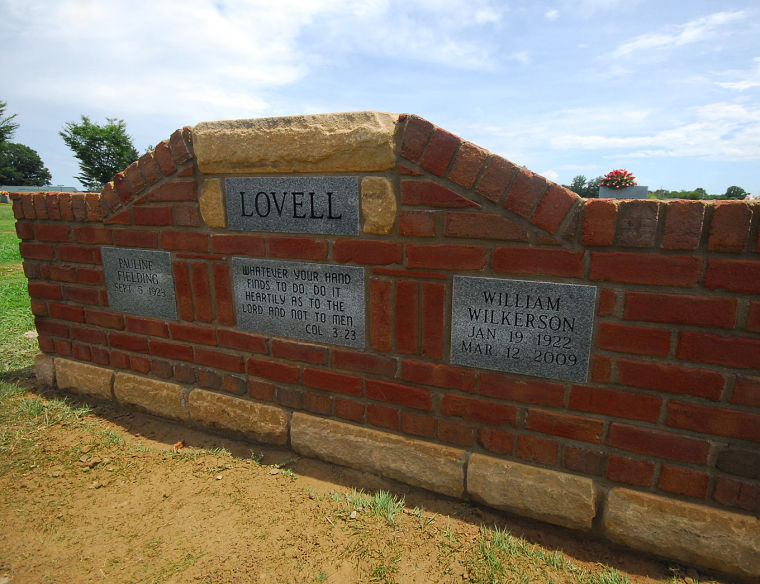 LOVELL
PAULINE
FIELDING
SEPT 5 1923
WHATEVER YOUR HAND
FINDS TO DO, DO IT
HEARTILY AS TO THE
LORD AND NOT TO MEN
COL 3.23
WILLIAM
WILKERSON
JAN 19 1922
MAR 12 2009